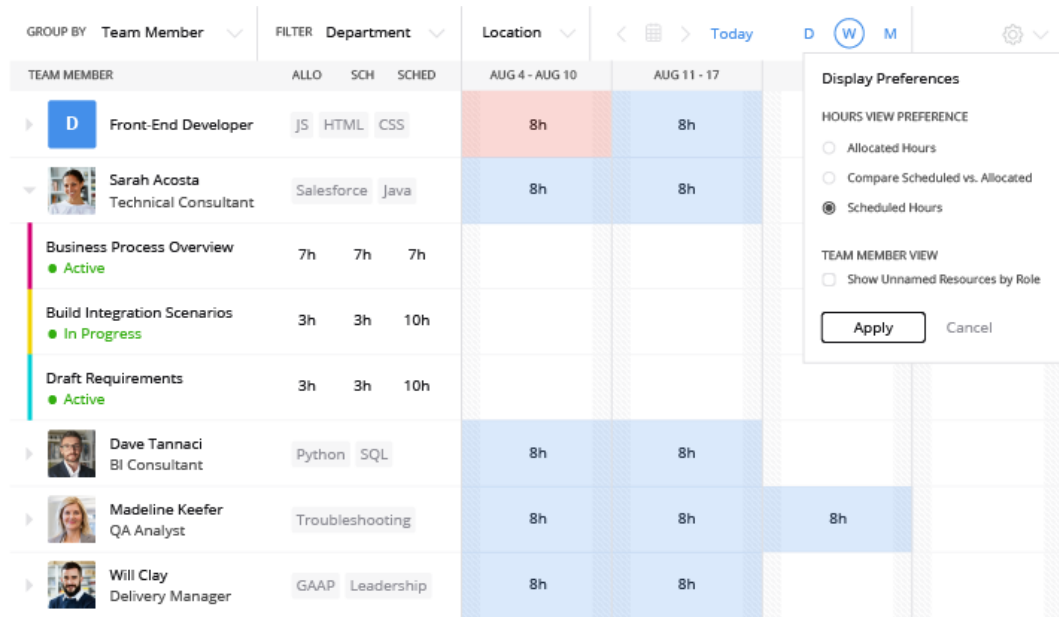 GROUP BY Team Member FILTER Department Location Today D W M
TEAM MEMBER ALLO SCH SCHED AUG 4 - AUG 10 AUG 11 - 17
D Front-End Developer JS HTML CSS 8h 8h
Sarah Acosta
Technical Consultant
Salesforce Java 8h 8h
Business Process Overview
Active
7h 7h 7h
Build Integration Scenarios
In Progress
3h 3h 10h
Draft Requirements
Active
3h 3h 10h
Dave Tannaci
BI Consultant
Python SQL 8h 8h
Madeline Keefer
QA Analyst
Troubleshooting 8h 8h 8h
Will Clay
Delivery Manager
GAAP Leadership 8h 8h
Display Preferences
HOURS VIEW PREFERENCE
Allocated Hours
Compare Scheduled vs. Allocated
Scheduled Hours
TEAM MEMBER VIEW
Show Unnamed Resources by Role
Apply Cancel